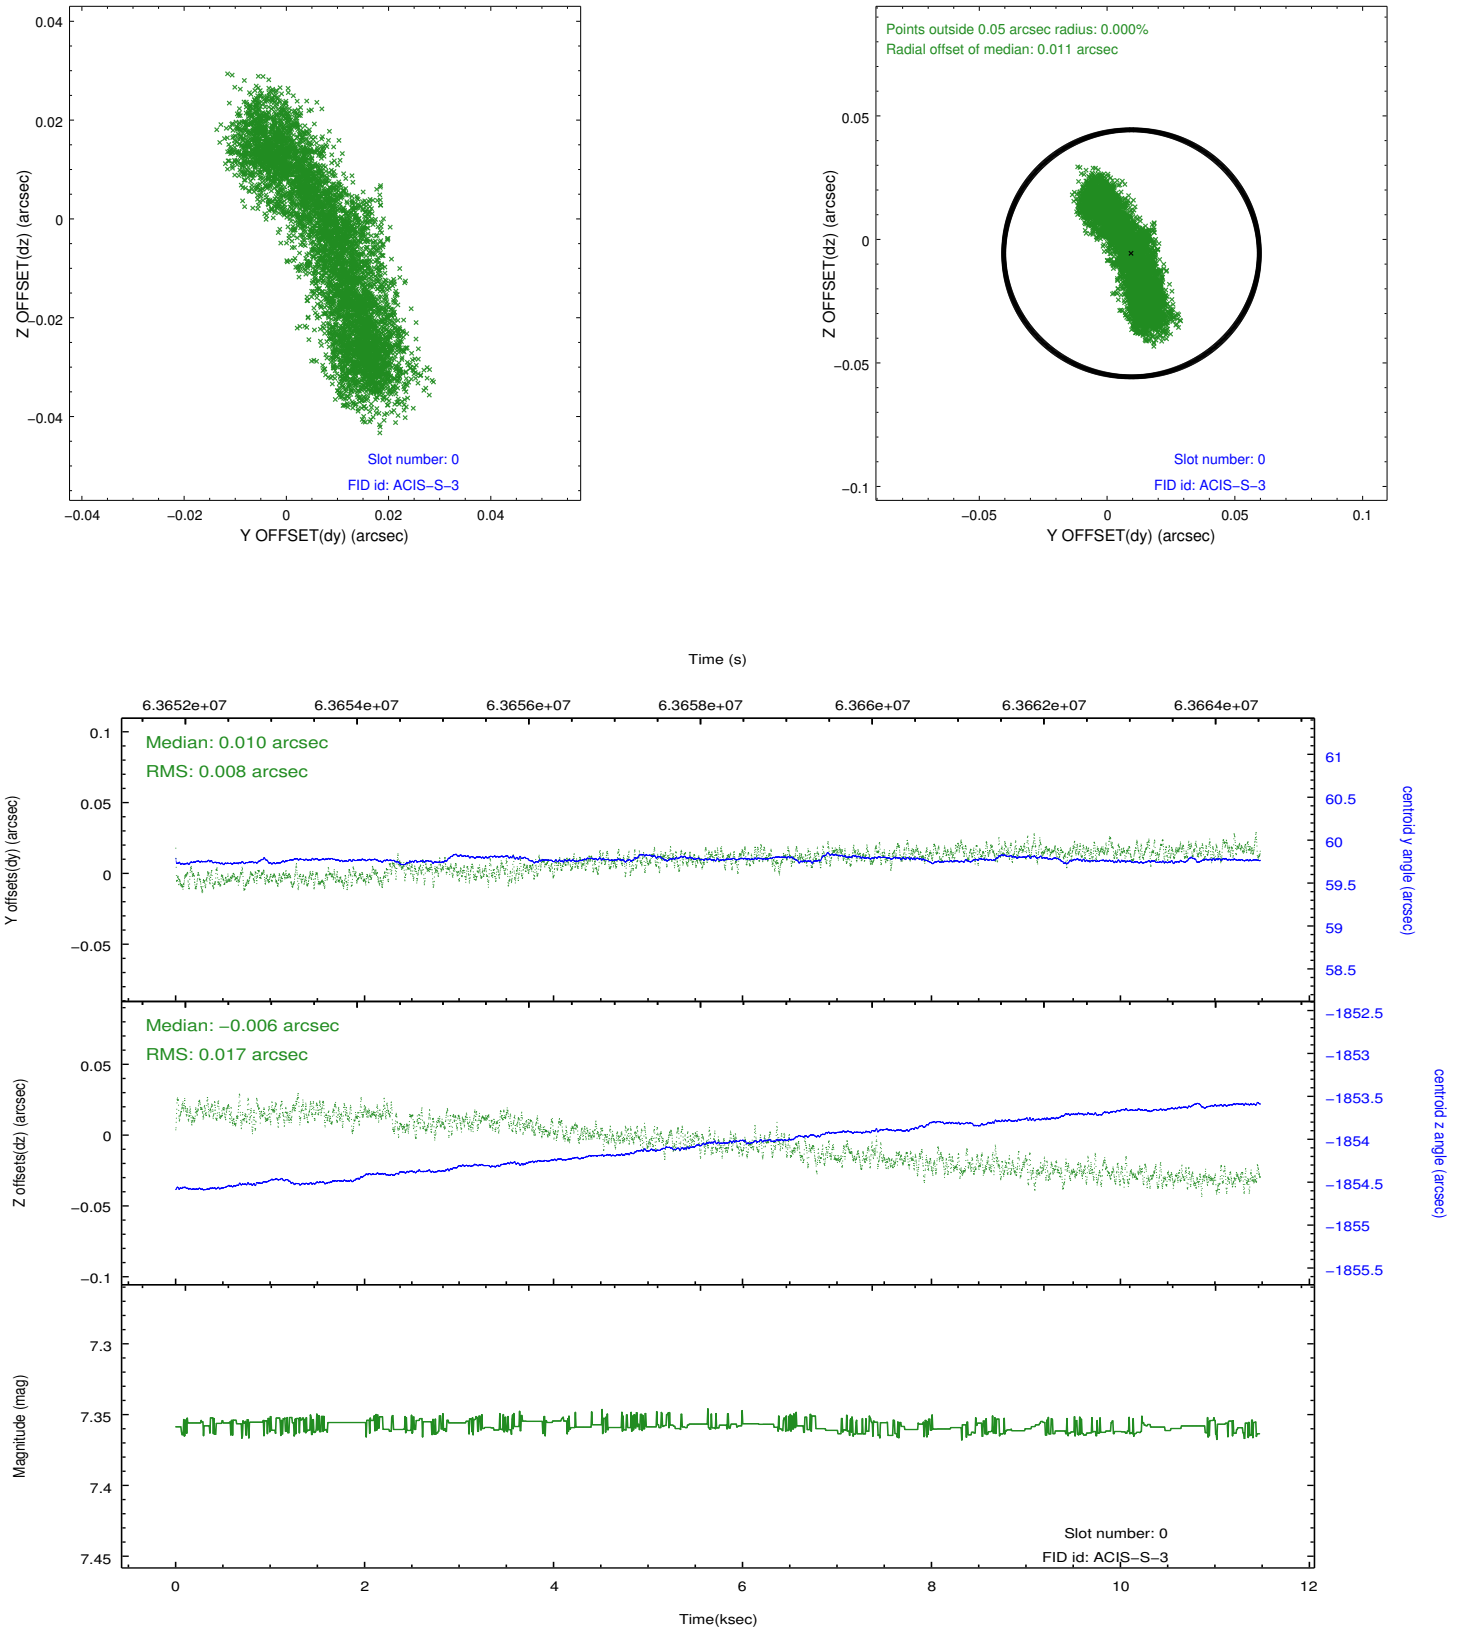 0.04
0.02
0
−0.02
−0.04
Z OFFSET(dz) (arcsec)
Slot number: 0
FID id: ACIS−S−3
−0.04
−0.02
0
0.02
0.04
Y OFFSET(dy) (arcsec)
Points outside 0.05 arcsec radius: 0.000%
Radial offset of median: 0.011 arcsec
0.05
0
−0.05
−0.1
Z OFFSET(dz) (arcsec)
Slot number: 0
FID id: ACIS−S−3
−0.05
0
0.05
0.1
Y OFFSET(dy) (arcsec)
Time (s)
6.3652e+07
6.3654e+07
6.3656e+07
6.3658e+07
6.366e+07
6.3662e+07
6.3664e+07
Median: 0.010 arcsec
RMS: 0.008 arcsec
0.1
0.05
0
−0.05
Y offsets(dy) (arcsec)
61
60.5
60
59.5
59
58.5
centroid y angle (arcsec)
Median: −0.006 arcsec
RMS: 0.017 arcsec
0.05
0
−0.05
−0.1
Z offsets(dz) (arcsec)
−1852.5
−1853
−1853.5
−1854
−1854.5
−1855
−1855.5
centroid z angle (arcsec)
7.3
7.35
7.4
7.45
Magnitude (mag)
Slot number: 0
FID id: ACIS−S−3
0
2
4
6
8
10
12
Time(ksec)